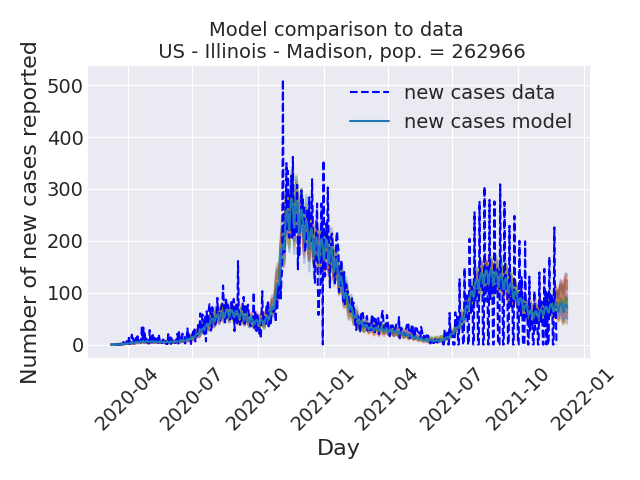 Model comparison to data
US - Illinois - Madison, pop. = 262966
new cases data
new cases model
Number of new cases reported
500
400
300
200
100
0
2020-04
2020-07
2020-10
2021-01
2021-04
2021-07
2021-10
2022-01
Day